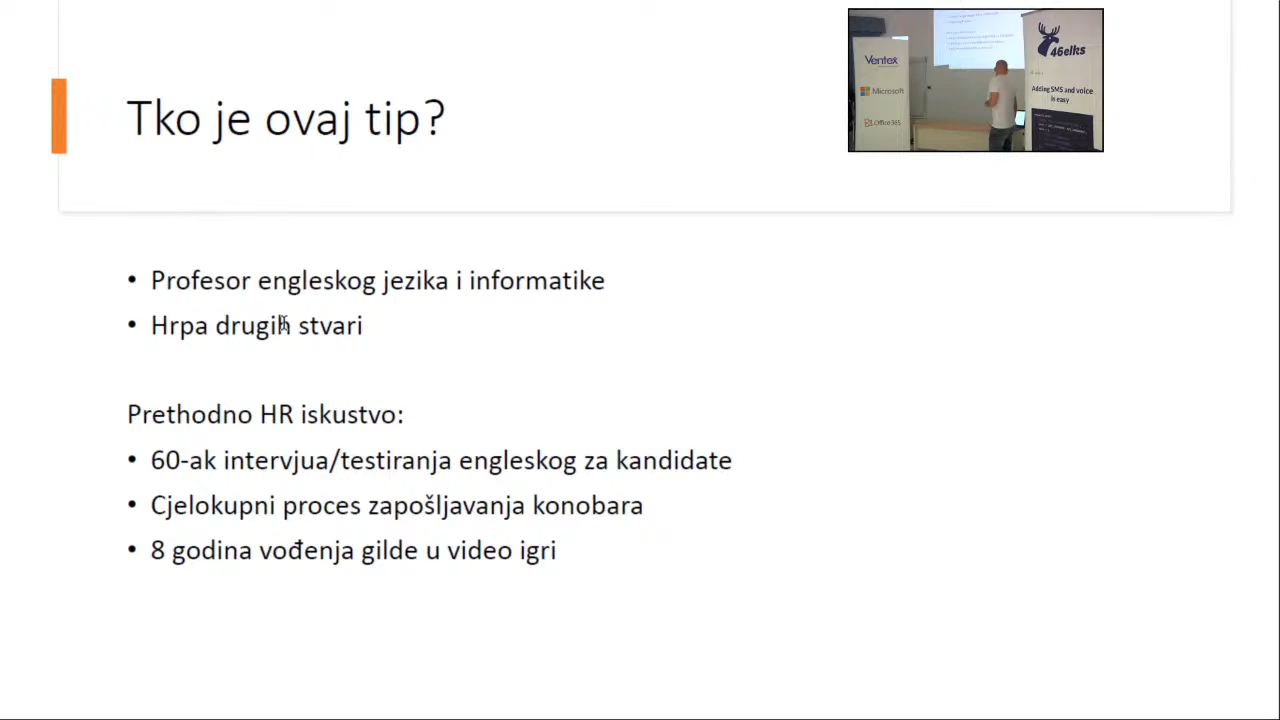 Tko je ovaj tip?
Ventex
Microsoft
Office 365
46elks
Adding SMS and voice
is easy
• Profesor engleskog jezika i informatike
• Hrpa drugih stvari
Prethodno HR iskustvo:
• 60-ak intervjua/testiranja engleskog za kandidate
• Cjelokupni proces zapošljavanja konobara
• 8 godina vođenja gilde u video igri